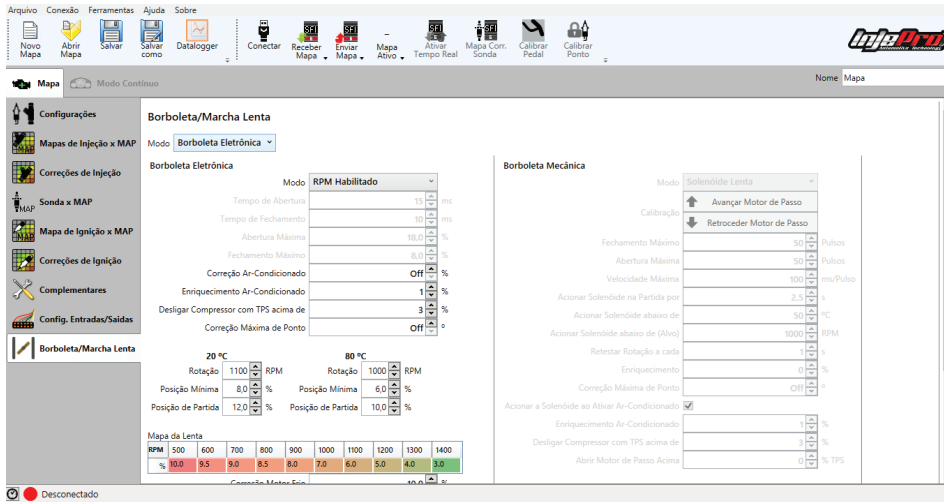 Arquivo Conexão Ferramentas Ajuda Sobre
Novo Mapa
Abrir Mapa
Salvar
Salvar como
Datalogger
Conectar
SFI
Receber Mapa
SFI
Enviar Mapa
Mapa Ativo
SFI
Ativar Tempo Real
SFI
Mapa Corr. Sonda
Calibrar Pedal
Calibrar Ponto
InjePro
Mapa
Modo Contínuo
Nome Mapa
Configurações
Mapas de Injeção x MAP
Correções de Injeção
Sonda x MAP
Mapa de Ignição x MAP
Correções de Ignição
Complementares
Config. Entradas/Saidas
Borboleta/Marcha Lenta
Borboleta/Marcha Lenta
Modo Borboleta Eletrônica
Borboleta Eletrônica
Modo RPM Habilitado
Tempo de Abertura 15 ms
Tempo de Fechamento 10 ms
Abertura Máxima 18,0 %
Fechamento Máximo 8,0 %
Correção Ar-Condicionado Off %
Enriquecimento Ar-Condicionado 1 %
Desligar Compressor com TPS acima de 3 %
Correção Máxima de Ponto Off º
20 ºC 80 ºC
Rotação 1100 RPM Rotação 1000 RPM
Posição Mínima 8,0 % Posição Mínima 6,0 %
Posição de Partida 12,0 % Posição de Partida 10,0 %
Mapa da Lenta
RPM 500 600 700 800 900 1000 1100 1200 1300 1400
% 10.0 9.5 9.0 8.5 8.0 7.0 6.0 5.0 4.0 3.0
Correção Motor Frio 10,0 %
Borboleta Mecânica
Modo Solenóide Lenta
Calibração
Avançar Motor de Passo
Retroceder Motor de Passo
Fechamento Máximo 50 Pulsos
Abertura Máxima 50 Pulsos
Velocidade Máxima 100 ms/Pulso
Acionar Solenóide na Partida por 2,5 s
Acionar Solenóide abaixo de 50 ºC
Acionar Solenóide abaixo de (Alvo) 1000 RPM
Retestar Rotação a cada 1 s
Enriquecimento 0 %
Correção Máxima de Ponto Off º
Acionar a Solenóide ao Ativar Ar-Condicionado
Enriquecimento Ar-Condicionado 1 %
Desligar Compressor com TPS acima de 3 %
Abrir Motor de Passo Acima 0 % TPS
Desconectado